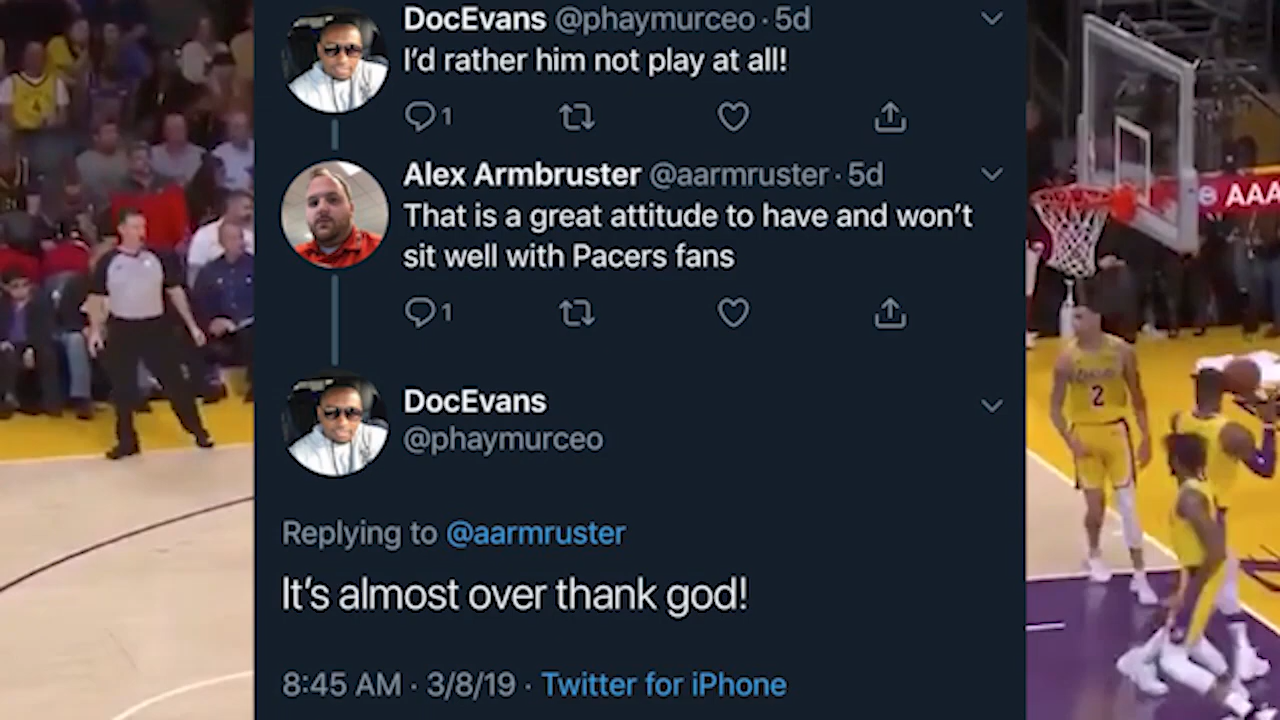 DocEvans @phaymurceo · 5d
I'd rather him not play at all!
1
Alex Armbruster @aarmruster · 5d
That is a great attitude to have and won't
sit well with Pacers fans
1
DocEvans
@phaymurceo
Replying to @aarmruster
It's almost over thank god!
8:45 AM · 3/8/19 · Twitter for iPhone
AAA
2